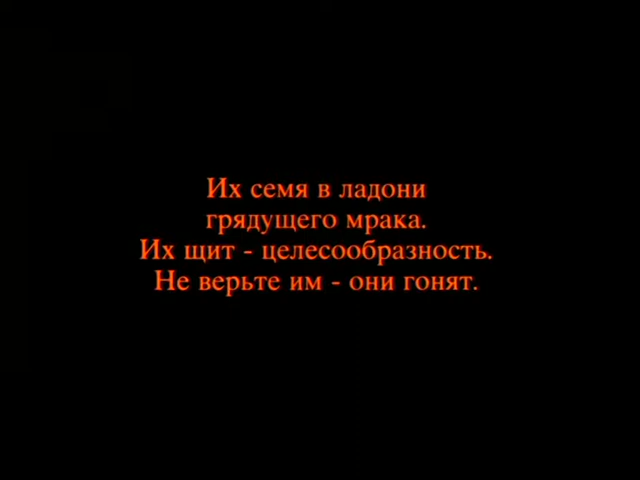 Их семя в ладони
грядущего мрака.
Их щит - целесообразность.
Не верьте им - они гонят.